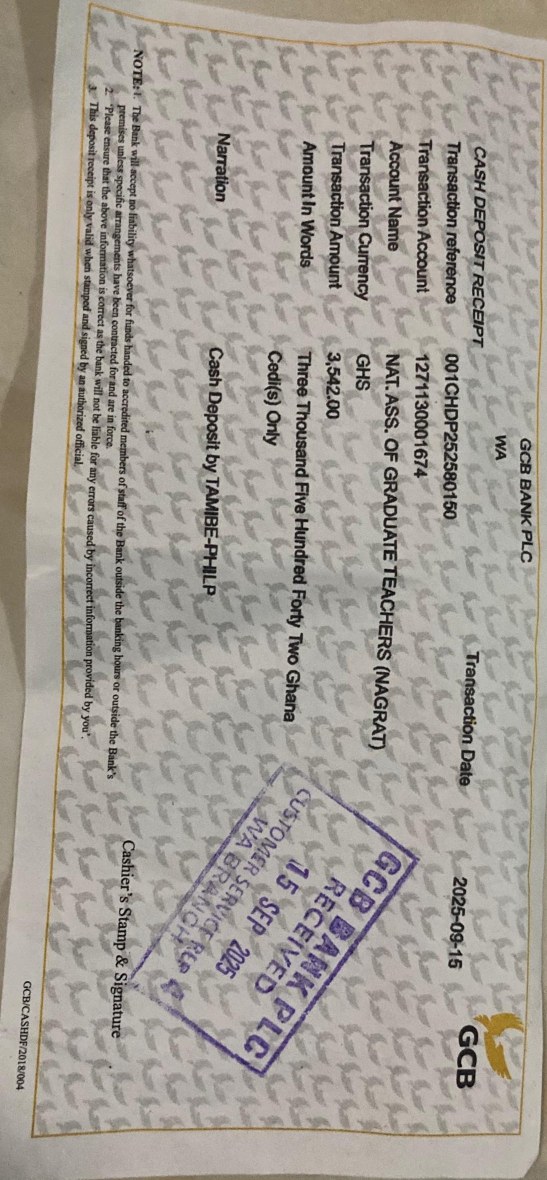 GCB BANK PLC
WA
GCB
CASH DEPOSIT RECEIPT
Transaction reference 001CHDP252580150 Transaction Date 2025-09-15
Transaction Account 1271130001674
Account Name NAT. ASS. OF GRADUATE TEACHERS (NAGRAT)
Transaction Currency GHS
Transaction Amount 3,542.00
Amount In Words Three Thousand Five Hundred Forty Two Ghana
Cedi(s) Only
Narration Cash Deposit by TAMIBE-PHILP
GCB BANK PLC
RECEIVED
15 SEP 2025
CUSTOMER SERVICE REP
WA BRANCH
Cashier's Stamp & Signature
NOTE: 1. The Bank will accept no liability whatsoever for funds handed to accredited members of staff of the Bank outside the banking hours or outside the Bank's
premises unless specific arrangements have been contracted for and are in force.
2. "Please ensure that the above information is correct as the bank will not be liable for any errors caused by incorrect information provided by you".
3. This deposit receipt is only valid when stamped and signed by an authorized official.
GCB/CASHDF/2018/004